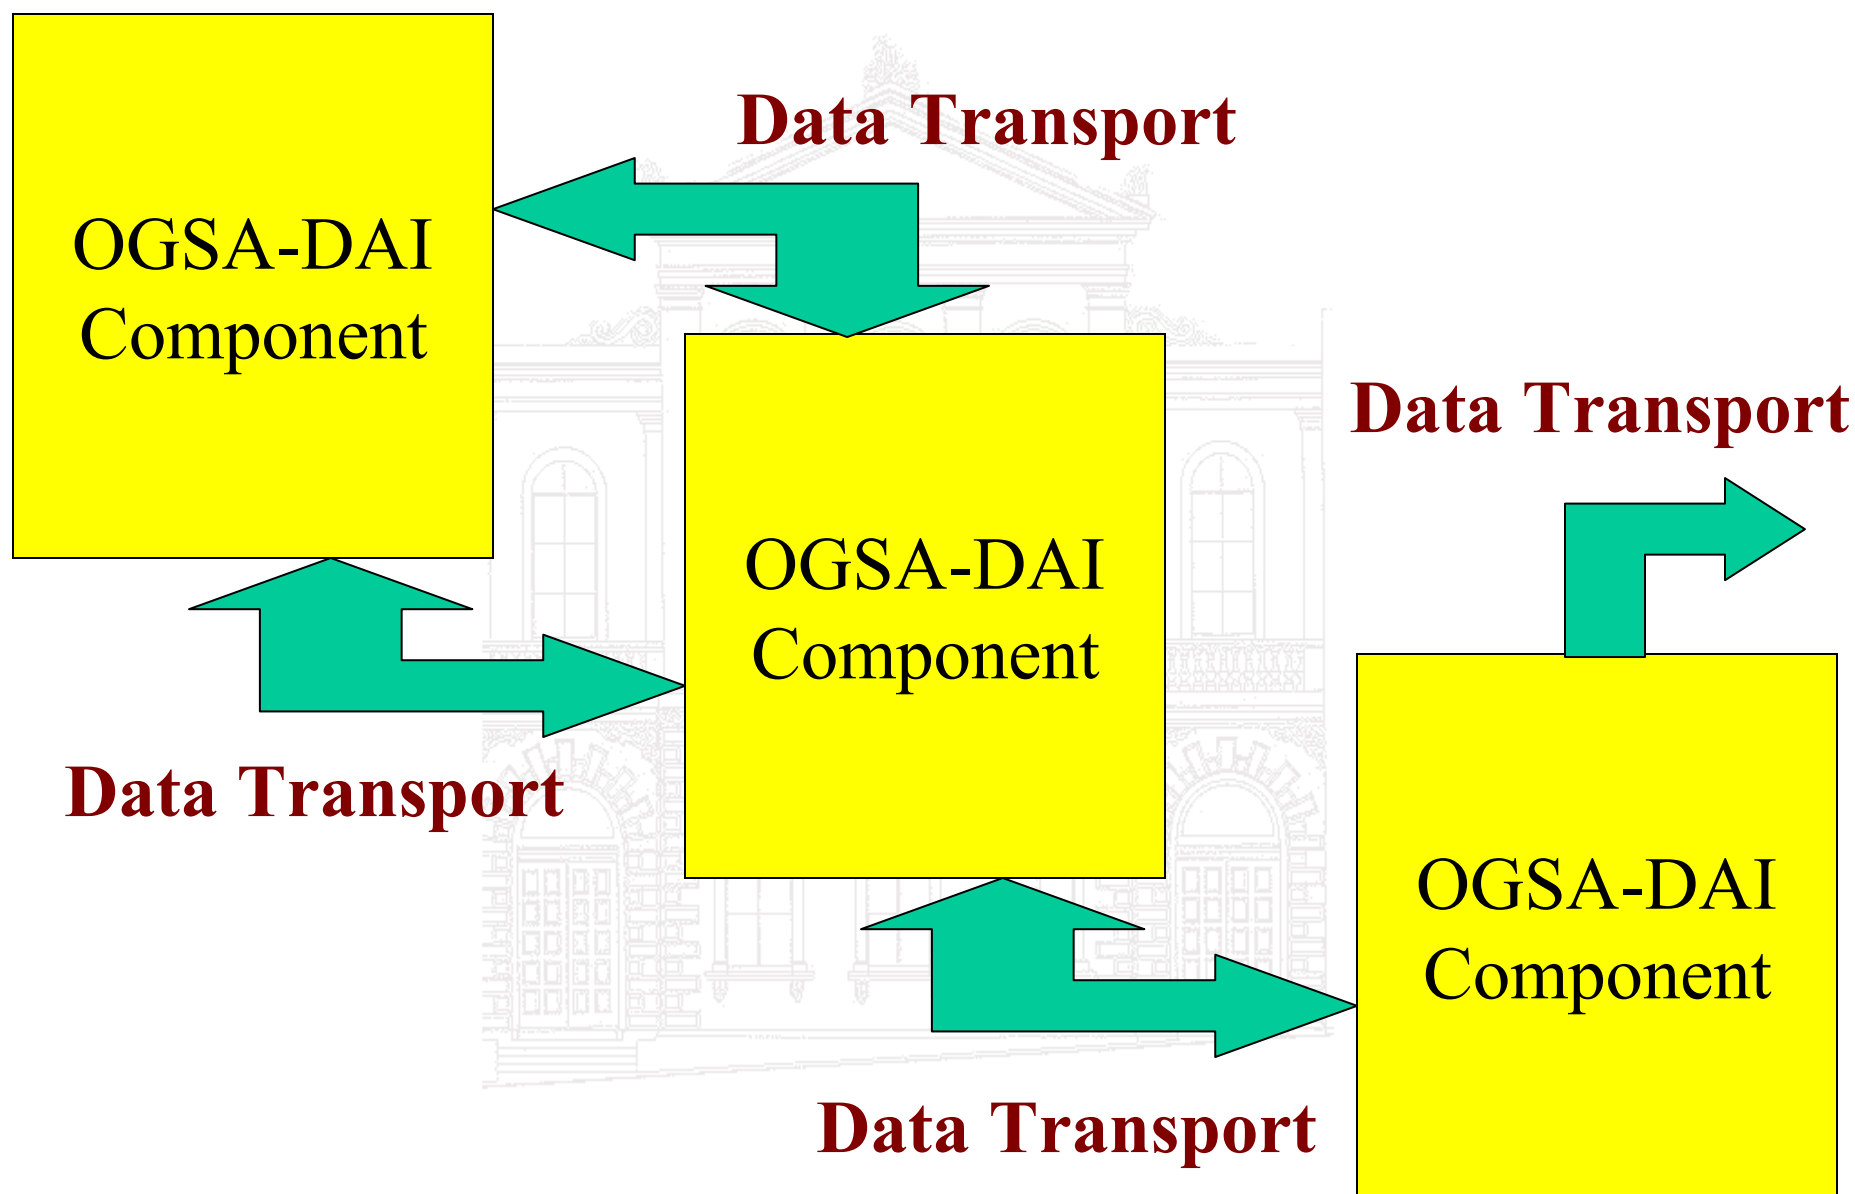 Data Transport
OGSA-DAI
Component
Data Transport
OGSA-DAI
Component
Data Transport
OGSA-DAI
Component
Data Transport